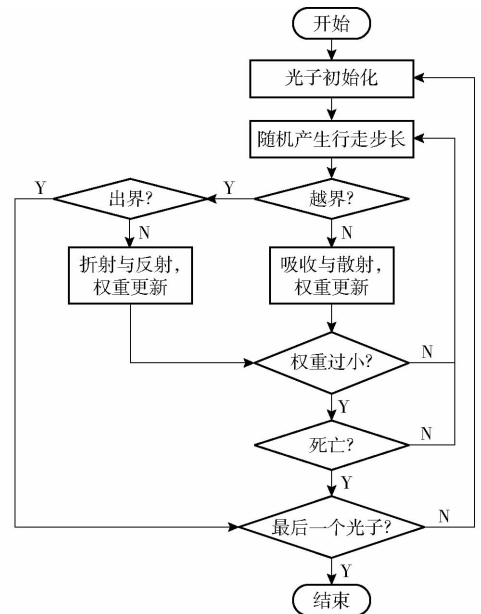 开始
光子初始化
随机产生行走步长
Y
出界?
Y
越界?
N
N
折射与反射,
权重更新
吸收与散射,
权重更新
权重过小?
N
Y
死亡?
N
Y
最后一个光子?
N
Y
结束